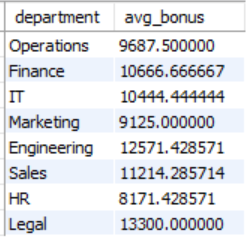 department avg_bonus
Operations 9687.500000
Finance 10666.666667
IT 10444.444444
Marketing 9125.000000
Engineering 12571.428571
Sales 11214.285714
HR 8171.428571
Legal 13300.000000